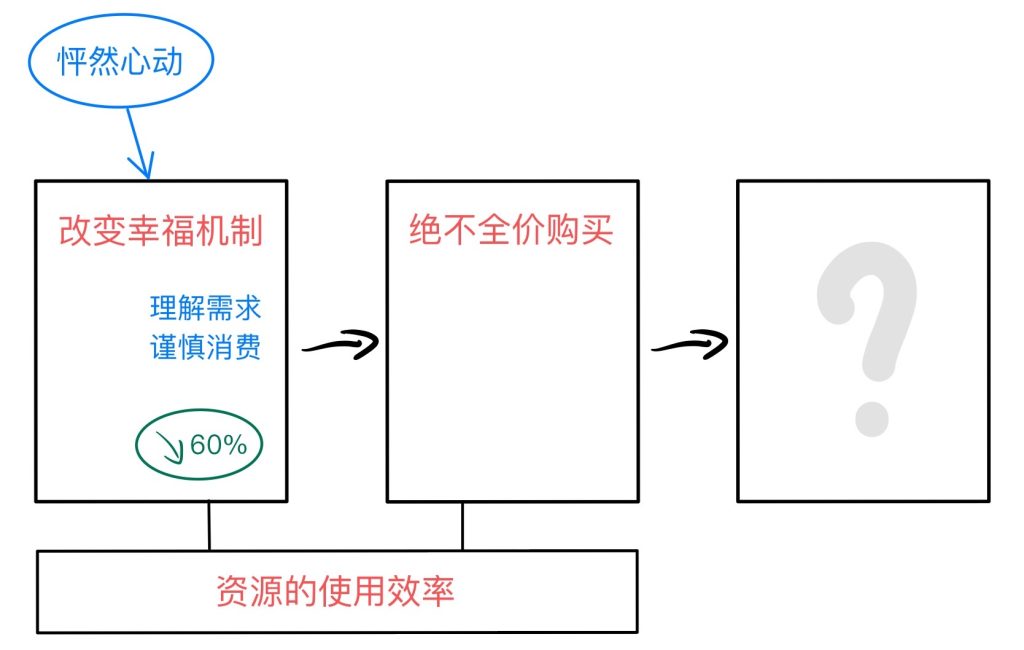 怦然心动
改变幸福机制
理解需求
谨慎消费
60%
绝不全价购买
?
资源的使用效率